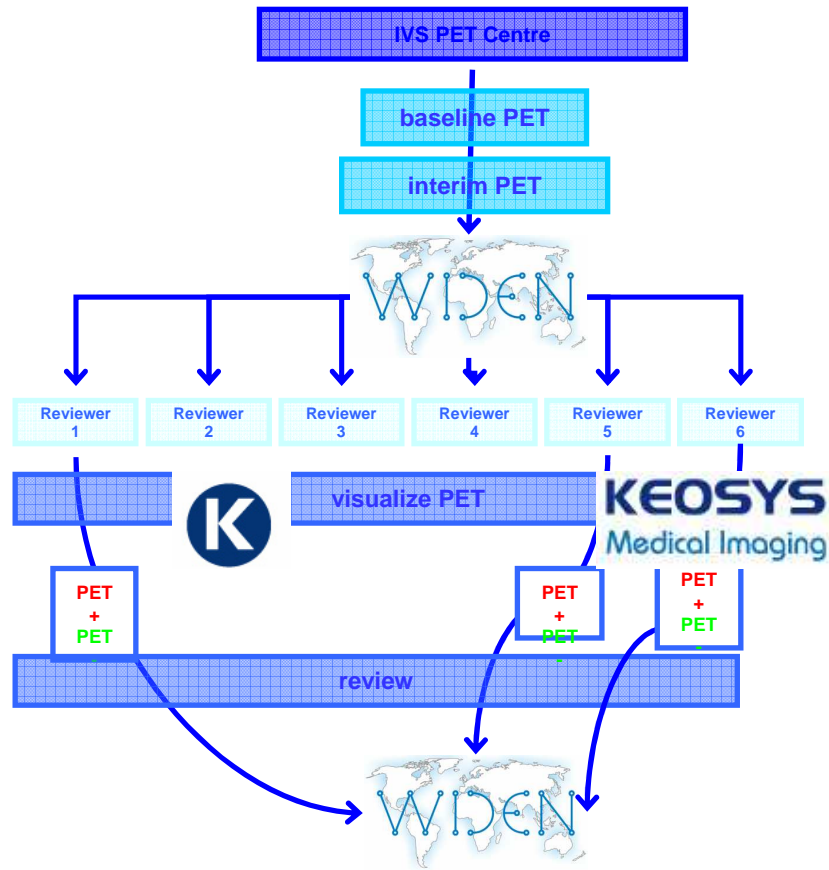 IVS PET Centre
baseline PET
interim PET
WIDEN
Reviewer
1
Reviewer
2
Reviewer
3
Reviewer
4
Reviewer
5
Reviewer
6
visualize PET
K
KEOSYS
Medical Imaging
PET
+
PET
-
PET
+
PET
-
PET
+
PET
-
review
WIDEN